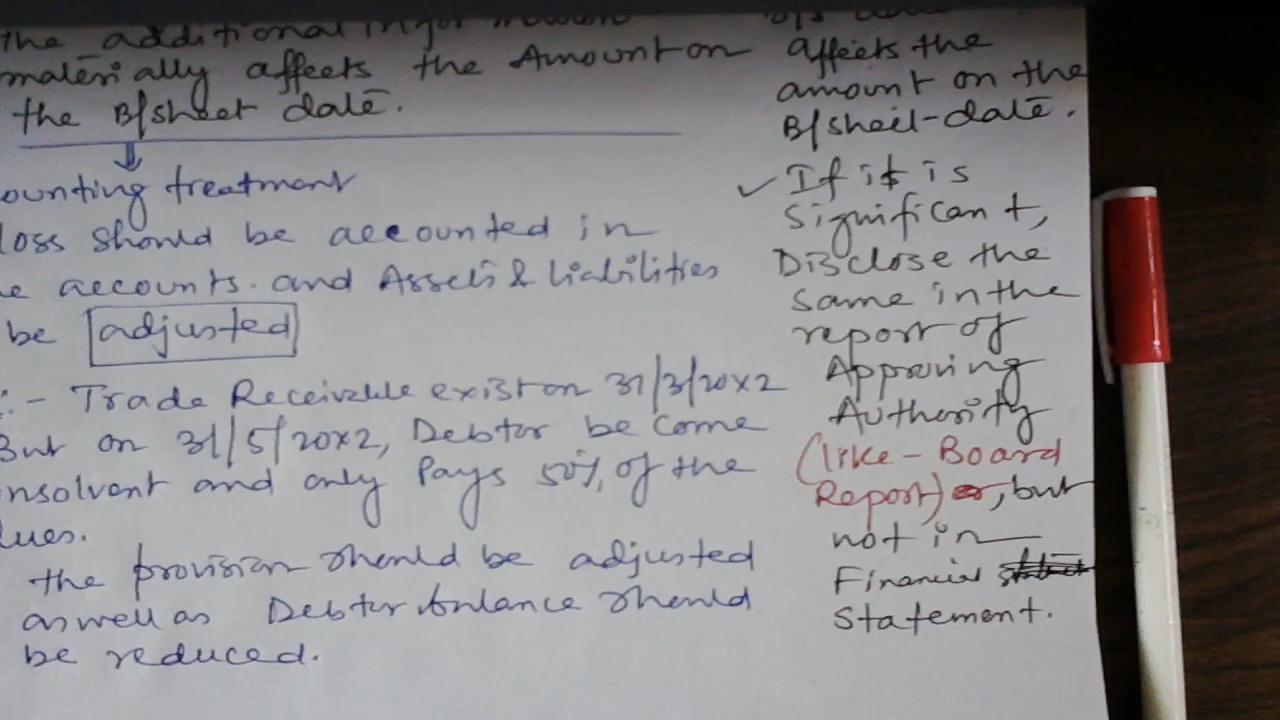 the additional information
materially affects the Amount on
the B/sheet date.
ounting treatment
loss should be accounted in
e accounts. and Assets & liabilities
be adjusted
:- Trade Receivable exist on 31/3/20x2
But on 31/5/20x2, Debtor be come
nsolvent and only Pays 50% of the
ues.
the provision should be adjusted
as well as Debtor balance should
be reduced.
affects the
amount on the
B/sheet-date.
✓ If it is
Significant,
Disclose the
same in the
report of
Approving
Authority
(like - Board
Report), but
not in
Financial
Statement.